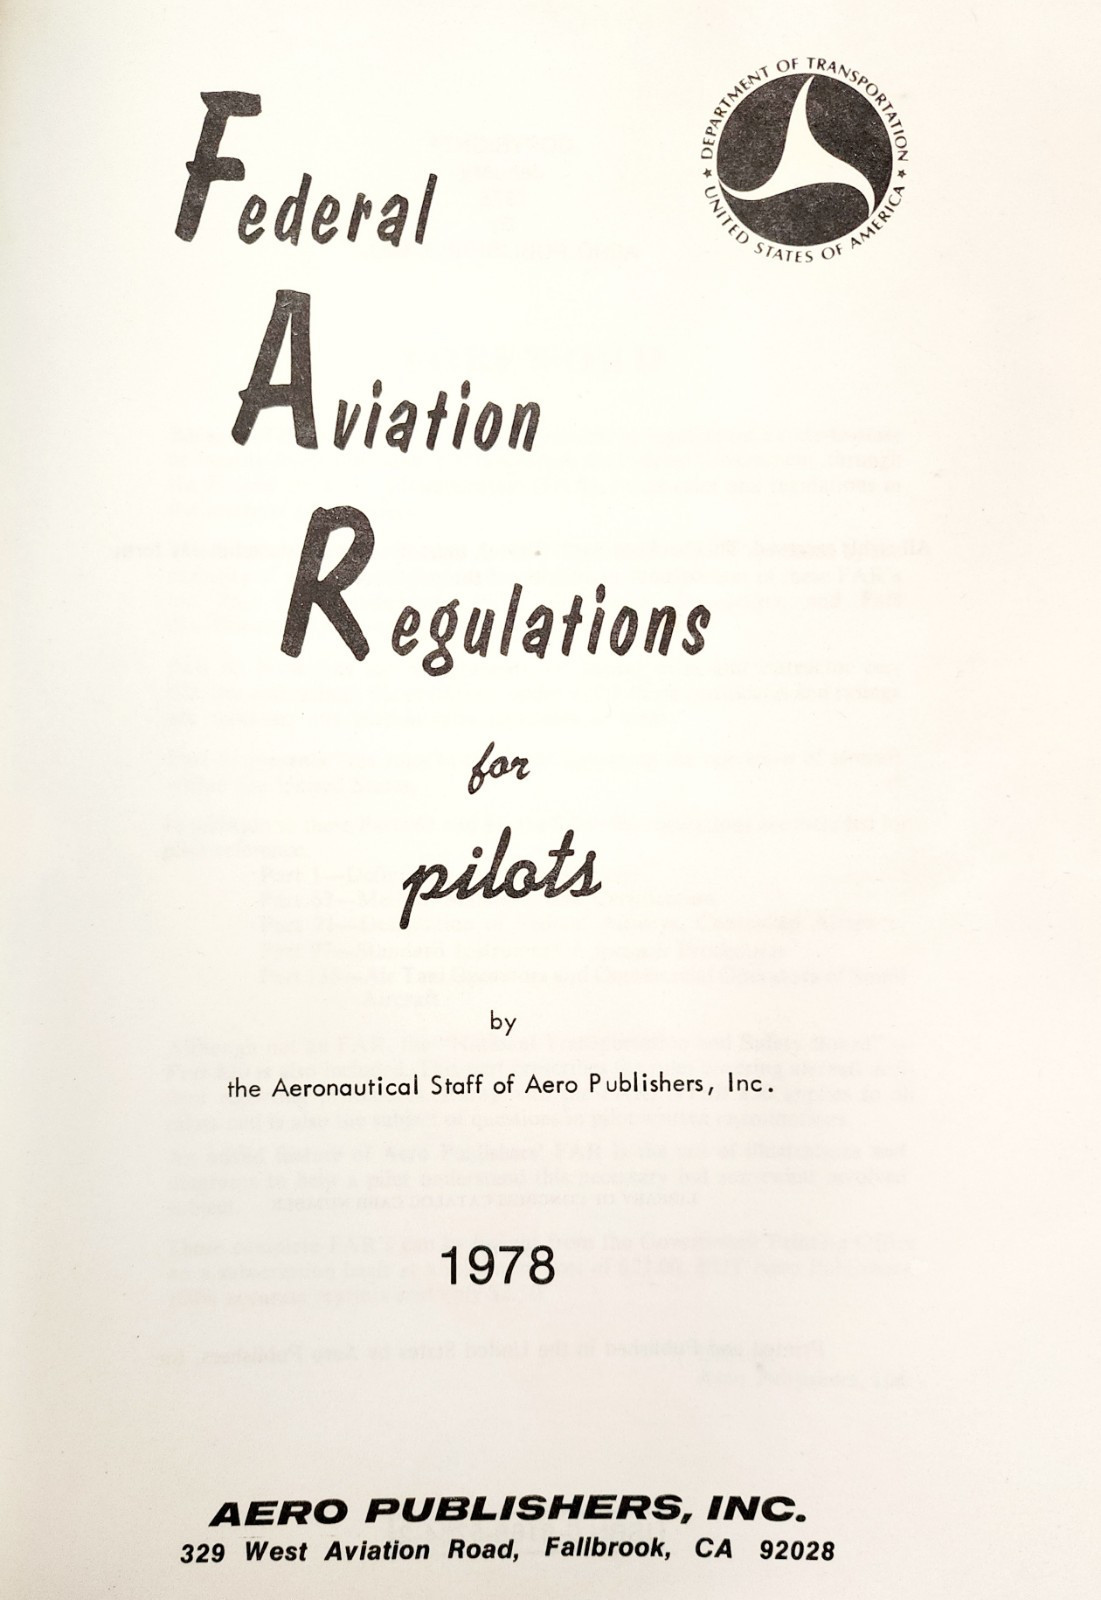 DEPARTMENT OF TRANSPORTATION
★ UNITED STATES OF AMERICA ★
Federal
Aviation
Regulations
for
pilots
by
the Aeronautical Staff of Aero Publishers, Inc.
1978
AERO PUBLISHERS, INC.
329 West Aviation Road, Fallbrook, CA 92028